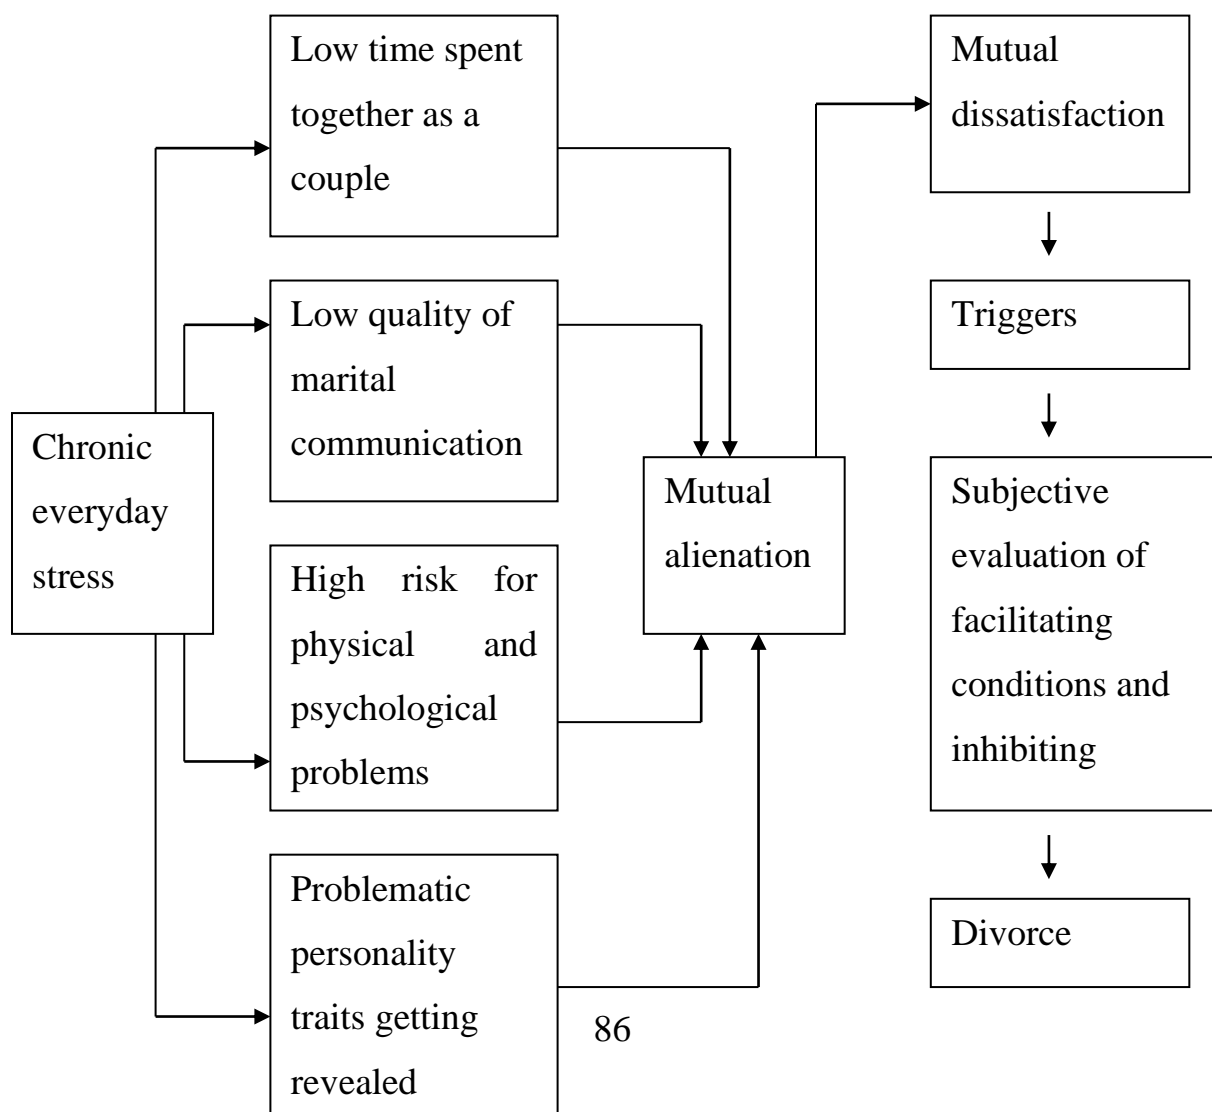 Low time spent
together as a
couple
Low quality of
marital
communication
Chronic
everyday
stress
High risk for
physical and
psychological
problems
Problematic
personality
traits getting
revealed
Mutual
alienation
Mutual
dissatisfaction
Triggers
Subjective
evaluation of
facilitating
conditions and
inhibiting
Divorce
86